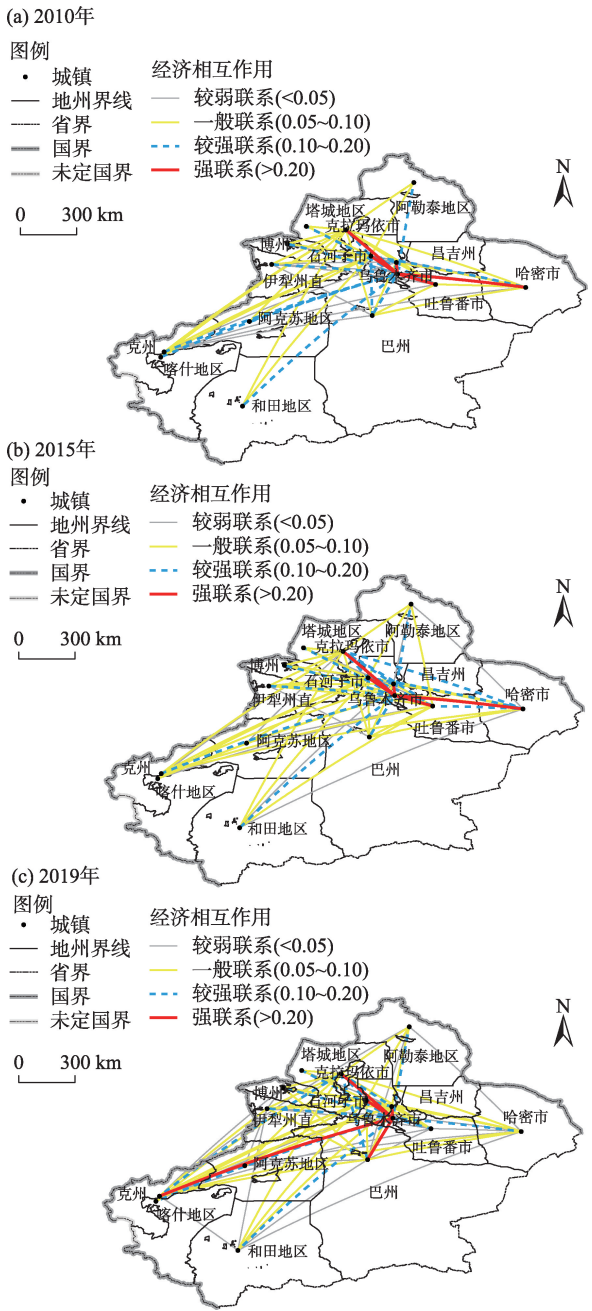 (a) 2010年
图例
城镇
地州界线
省界
国界
未定国界
经济相互作用
较弱联系(<0.05)
一般联系(0.05~0.10)
较强联系(0.10~0.20)
强联系(>0.20)
0 300 km
N
塔城地区
阿勒泰地区
克拉玛依市
博州
石河子市
昌吉州
乌鲁木齐市
哈密市
伊犁州直
吐鲁番市
阿克苏地区
巴州
克州
喀什地区
和田地区
(b) 2015年
图例
城镇
地州界线
省界
国界
未定国界
经济相互作用
较弱联系(<0.05)
一般联系(0.05~0.10)
较强联系(0.10~0.20)
强联系(>0.20)
0 300 km
N
塔城地区
阿勒泰地区
克拉玛依市
博州
石河子市
昌吉州
乌鲁木齐市
哈密市
伊犁州直
吐鲁番市
阿克苏地区
巴州
克州
喀什地区
和田地区
(c) 2019年
图例
城镇
地州界线
省界
国界
未定国界
经济相互作用
较弱联系(<0.05)
一般联系(0.05~0.10)
较强联系(0.10~0.20)
强联系(>0.20)
0 300 km
N
塔城地区
阿勒泰地区
克拉玛依市
博州
石河子市
昌吉州
乌鲁木齐市
哈密市
伊犁州直
吐鲁番市
阿克苏地区
巴州
克州
喀什地区
和田地区